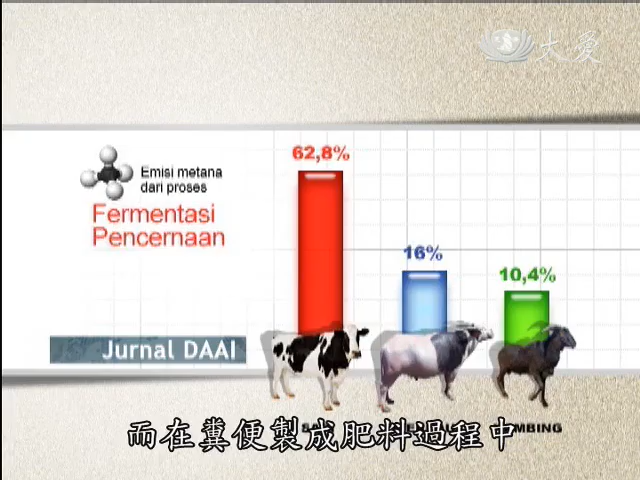 大愛
62,8%
Emisi metana
dari proses
Fermentasi
Pencernaan
16%
10,4%
Jurnal DAAI
而在糞便製成肥料過程中